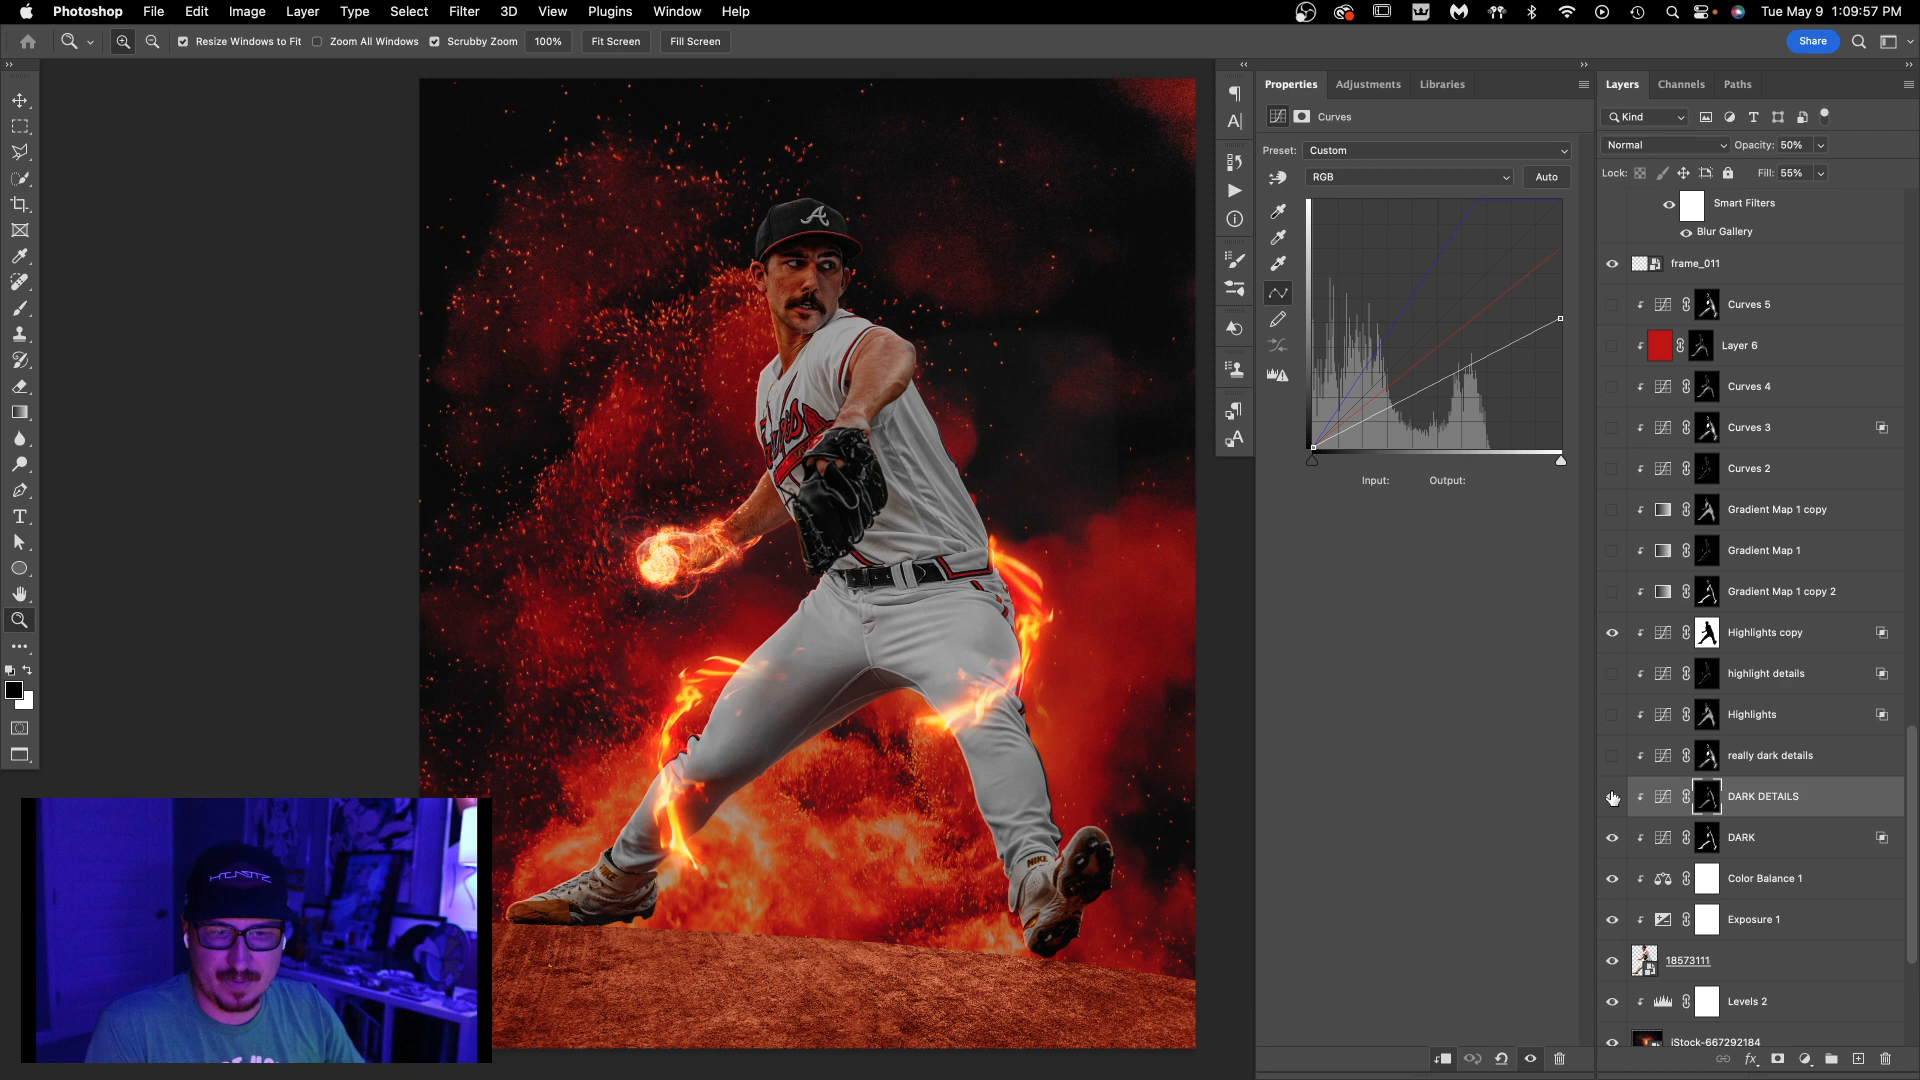 Photoshop File Edit Image Layer Type Select Filter 3D View Plugins Window Help Tue May 9 1:09:57 PM
Resize Windows to Fit Zoom All Windows Scrubby Zoom 100% Fit Screen Fill Screen Share
Properties Adjustments Libraries
Curves
Preset: Custom
RGB Auto
Input: Output:
Layers Channels Paths
Kind
Normal Opacity: 50%
Lock: Fill: 55%
Smart Filters
Blur Gallery
frame_011
Curves 5
Layer 6
Curves 4
Curves 3
Curves 2
Gradient Map 1 copy
Gradient Map 1
Gradient Map 1 copy 2
Highlights copy
highlight details
Highlights
really dark details
DARK DETAILS
DARK
Color Balance 1
Exposure 1
18573111
Levels 2
iStock-667292184
A
NIKE
NIKE